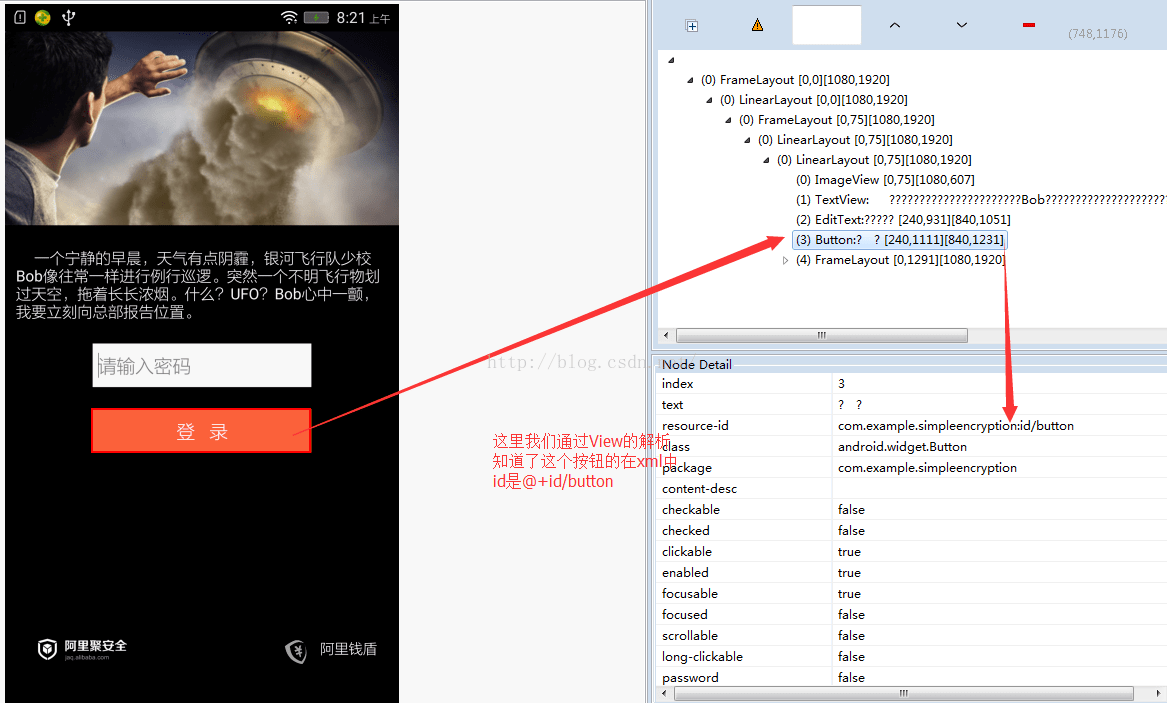 8:21 上午
一个宁静的早晨，天气有点阴霾，银河飞行队少校
Bob像往常一样进行例行巡逻。突然一个不明飞行物划
过天空，拖着长长浓烟。什么？UFO？Bob心中一颤，
我要立刻向总部报告位置。
请输入密码
登 录
阿里聚安全
jaq.alibaba.com
阿里钱盾
http://blog.csdn.
这里我们通过View的解析
知道了这个按钮的在xml中
id是@+id/button
(748,1176)
(0) FrameLayout [0,0][1080,1920]
(0) LinearLayout [0,0][1080,1920]
(0) FrameLayout [0,75][1080,1920]
(0) LinearLayout [0,75][1080,1920]
(0) LinearLayout [0,75][1080,1920]
(0) ImageView [0,75][1080,607]
(1) TextView: ??????????????????????Bob????????????????????
(2) EditText:????? [240,931][840,1051]
(3) Button:? ? [240,1111][840,1231]
(4) FrameLayout [0,1291][1080,1920]
Node Detail
index 3
text ? ?
resource-id com.example.simpleencryption:id/button
class android.widget.Button
package com.example.simpleencryption
content-desc
checkable false
checked false
clickable true
enabled true
focusable true
focused false
scrollable false
long-clickable false
password false